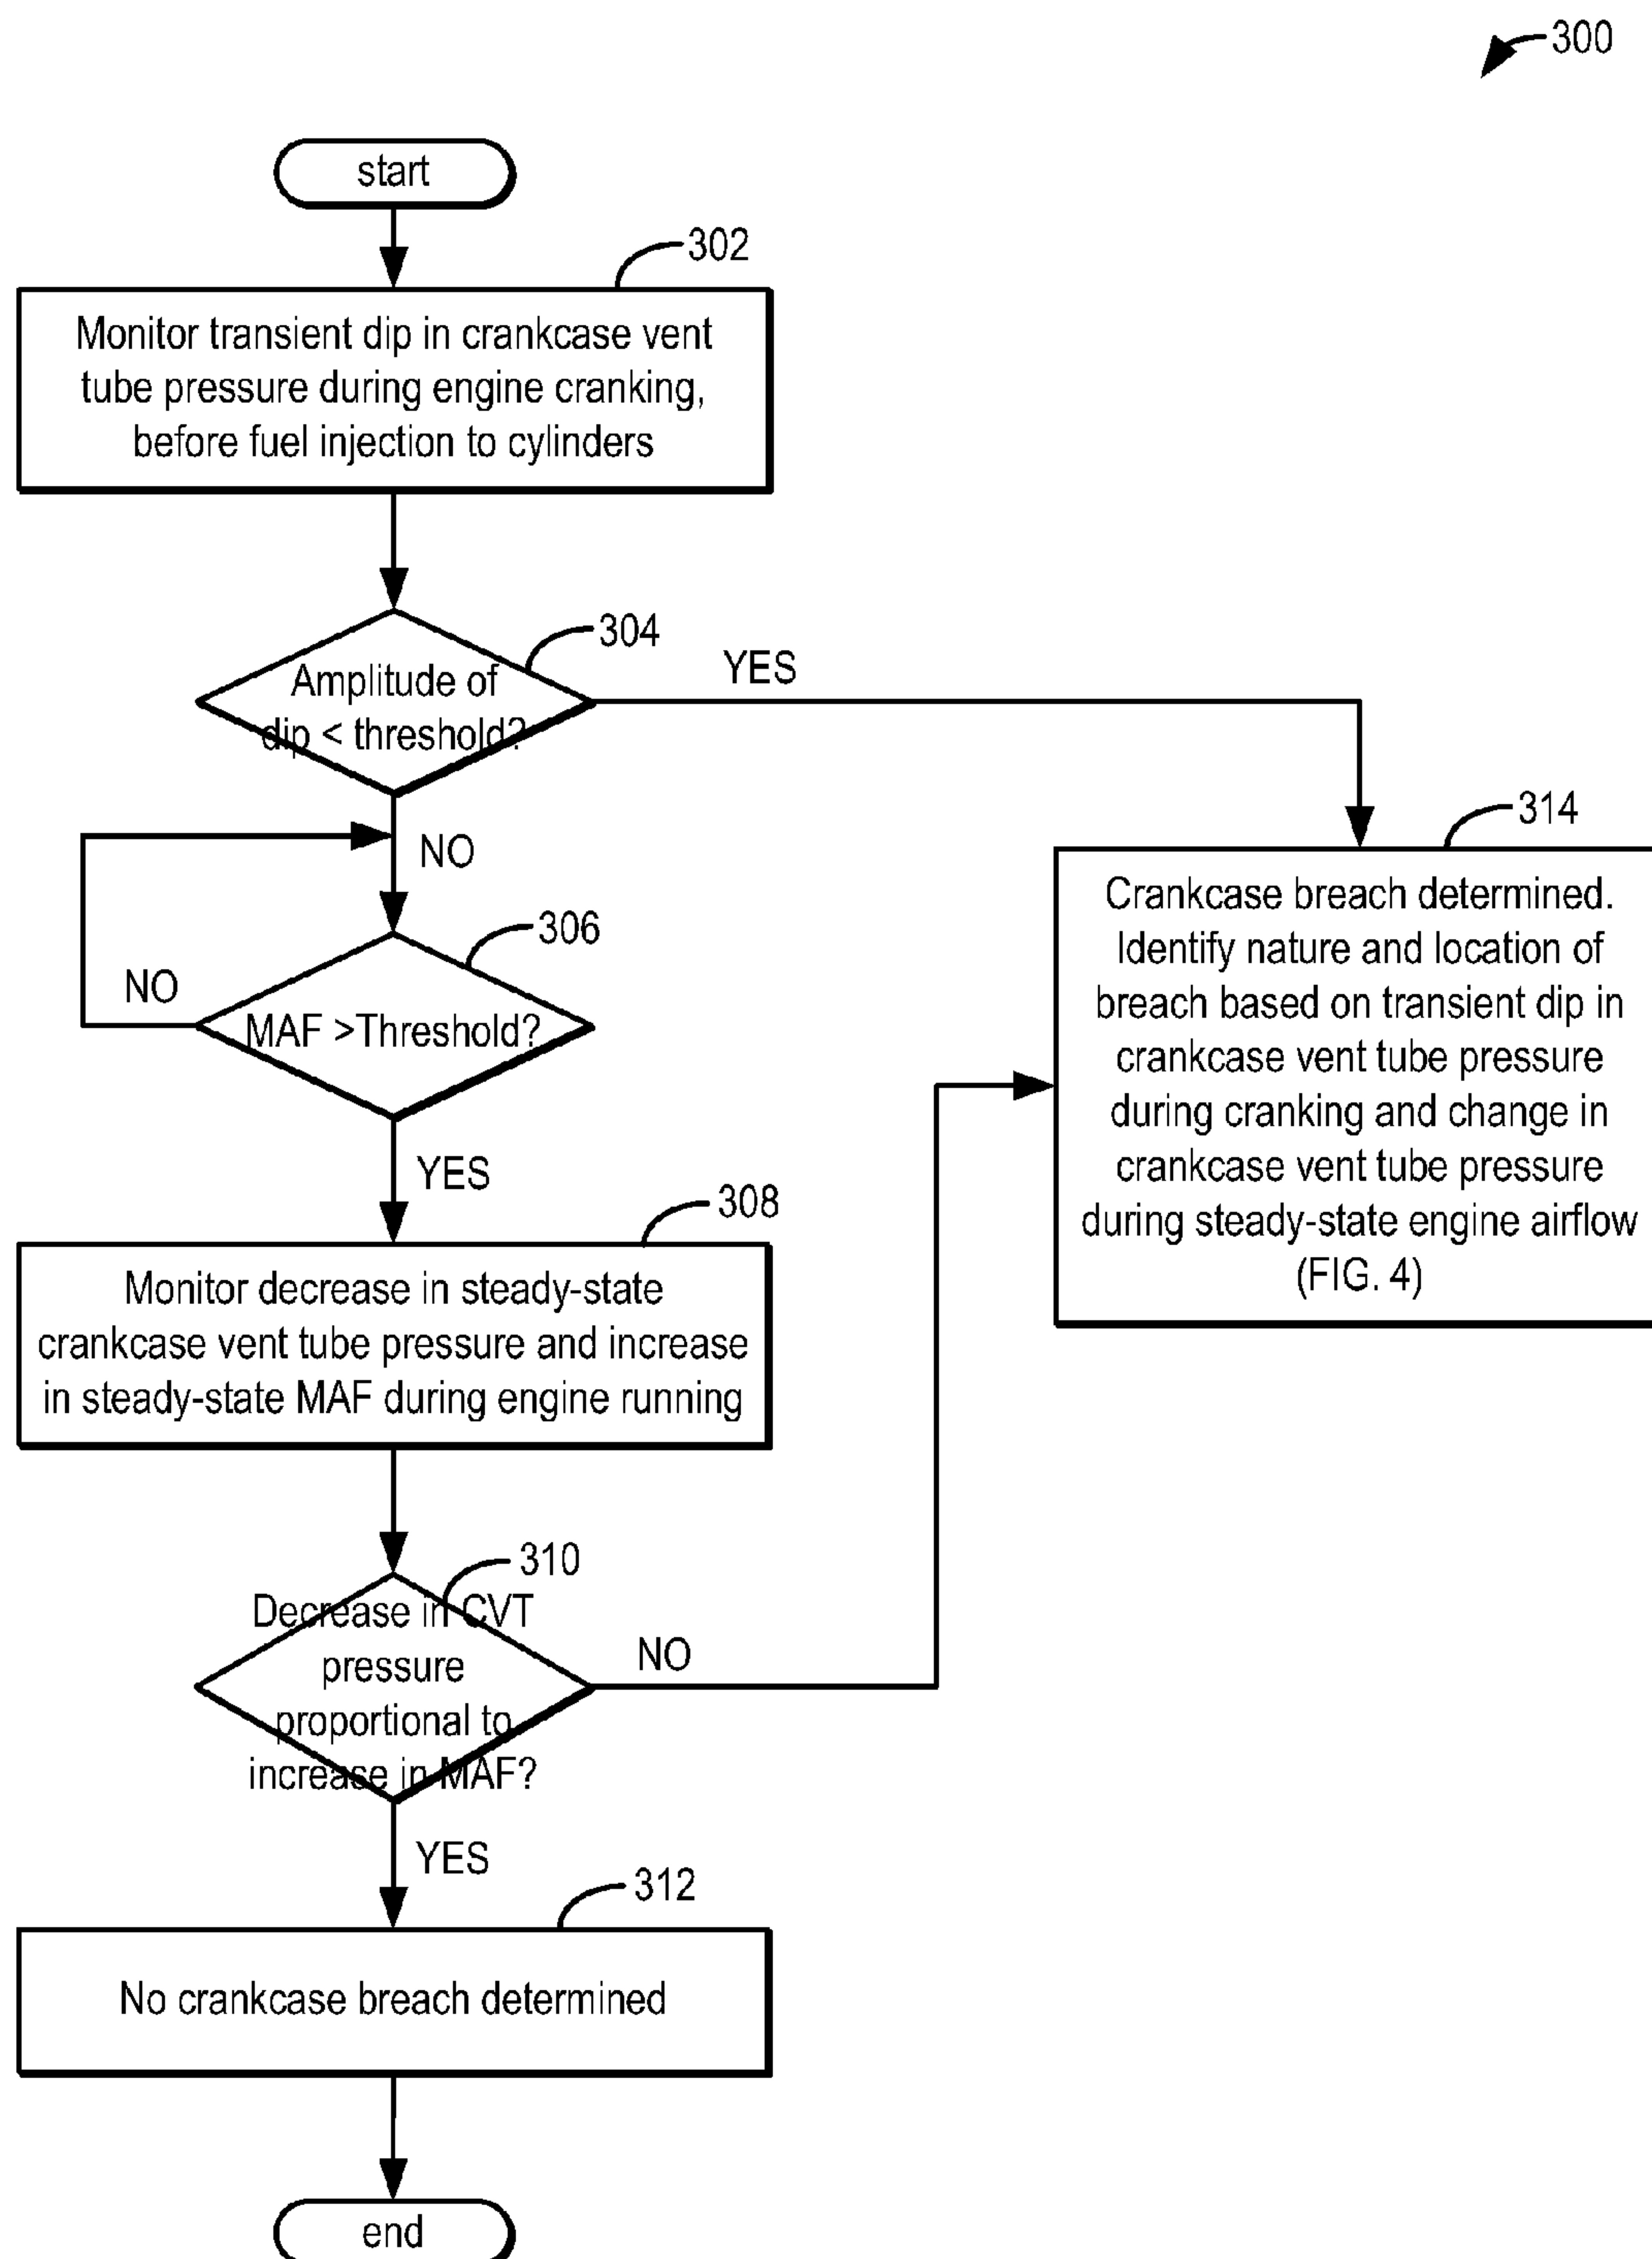 300
start
302
Monitor transient dip in crankcase vent
tube pressure during engine cranking,
before fuel injection to cylinders
304
Amplitude of
dip < threshold?
YES
NO
306
MAF >Threshold?
NO
YES
308
Monitor decrease in steady-state
crankcase vent tube pressure and increase
in steady-state MAF during engine running
310
Decrease in CVT
pressure
proportional to
increase in MAF?
NO
YES
312
No crankcase breach determined
end
314
Crankcase breach determined.
Identify nature and location of
breach based on transient dip in
crankcase vent tube pressure
during cranking and change in
crankcase vent tube pressure
during steady-state engine airflow
(FIG. 4)